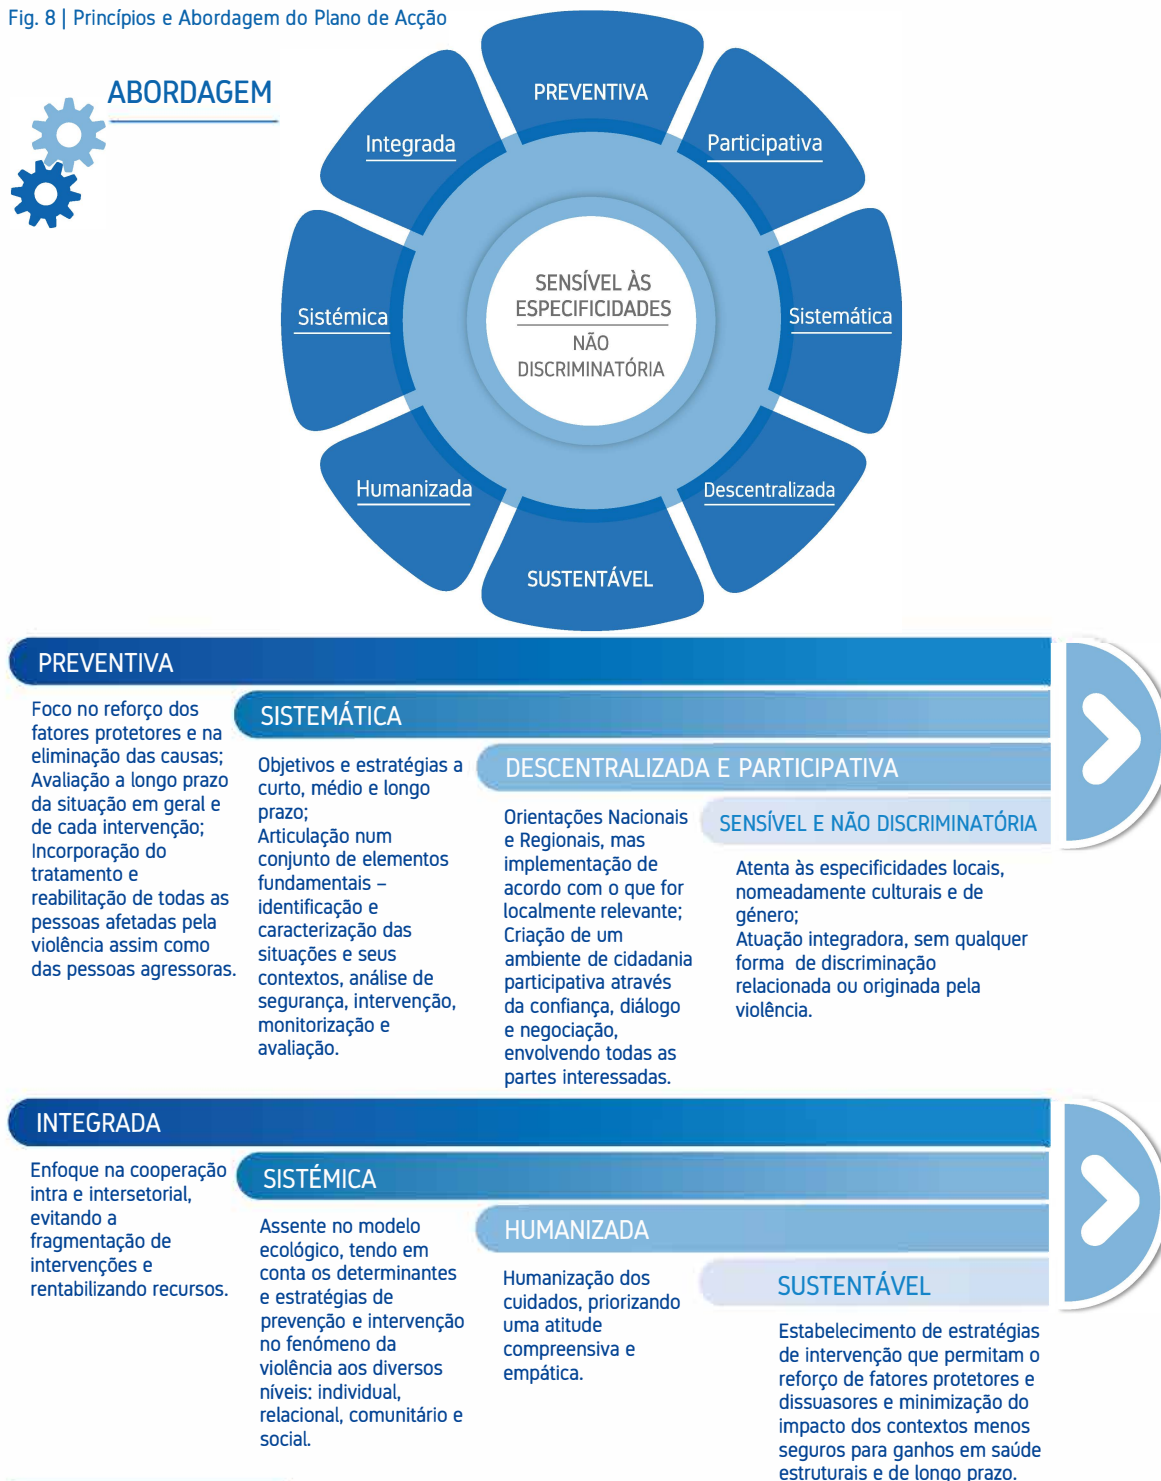 Fig. 8 | Princípios e Abordagem do Plano de Acção
ABORDAGEM
PREVENTIVA
Integrada
Participativa
SENSÍVEL ÀS
ESPECIFICIDADES
NÃO
DISCRIMINATÓRIA
Sistémica
Sistemática
Humanizada
Descentralizada
SUSTENTÁVEL
PREVENTIVA
Foco no reforço dos
fatores protetores e na
eliminação das causas;
Avaliação a longo prazo
da situação em geral e
de cada intervenção;
Incorporação do
tratamento e
reabilitação de todas as
pessoas afetadas pela
violência assim como
das pessoas agressoras.
SISTEMÁTICA
Objetivos e estratégias a
curto, médio e longo
prazo;
Articulação num
conjunto de elementos
fundamentais –
identificação e
caracterização das
situações e seus
contextos, análise de
segurança, intervenção,
monitorização e
avaliação.
DESCENTRALIZADA E PARTICIPATIVA
Orientações Nacionais
e Regionais, mas
implementação de
acordo com o que for
localmente relevante;
Criação de um
ambiente de cidadania
participativa através
da confiança, diálogo
e negociação,
envolvendo todas as
partes interessadas.
SENSÍVEL E NÃO DISCRIMINATÓRIA
Atenta às especificidades locais,
nomeadamente culturais e de
género;
Atuação integradora, sem qualquer
forma de discriminação
relacionada ou originada pela
violência.
INTEGRADA
Enfoque na cooperação
intra e intersetorial,
evitando a
fragmentação de
intervenções e
rentabilizando recursos.
SISTÉMICA
Assente no modelo
ecológico, tendo em
conta os determinantes
e estratégias de
prevenção e intervenção
no fenómeno da
violência aos diversos
níveis: individual,
relacional, comunitário e
social.
HUMANIZADA
Humanização dos
cuidados, priorizando
uma atitude
compreensiva e
empática.
SUSTENTÁVEL
Estabelecimento de estratégias
de intervenção que permitam o
reforço de fatores protetores e
dissuasores e minimização do
impacto dos contextos menos
seguros para ganhos em saúde
estruturais e de longo prazo.